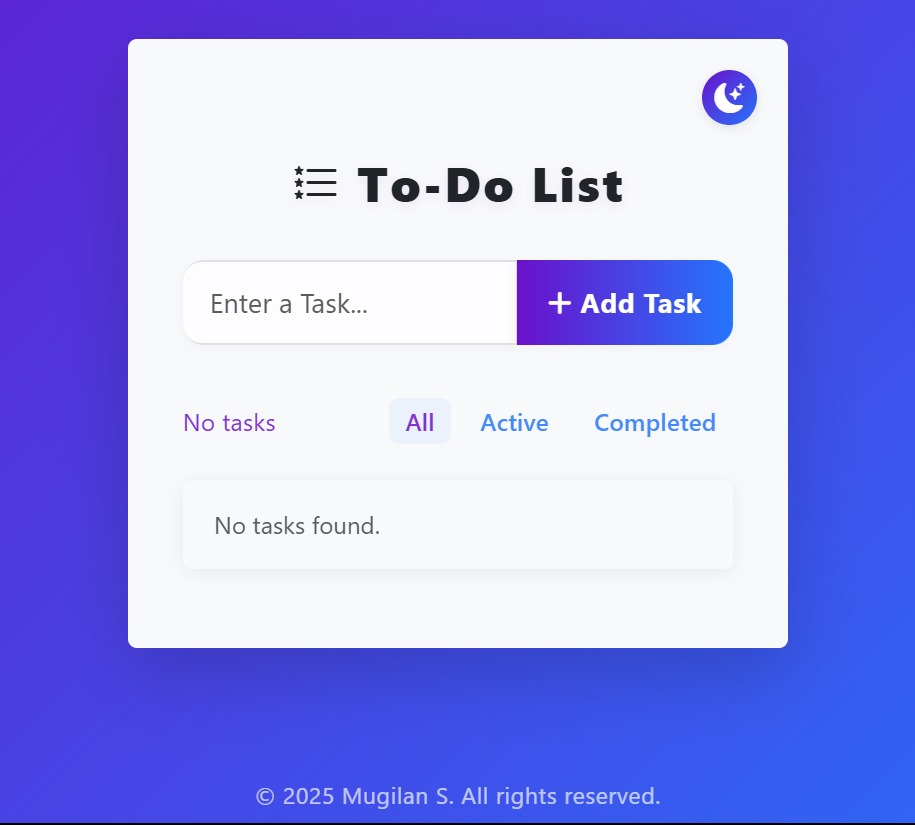 To-Do List
Enter a Task...
+ Add Task
No tasks
All
Active
Completed
No tasks found.
© 2025 Mugilan S. All rights reserved.